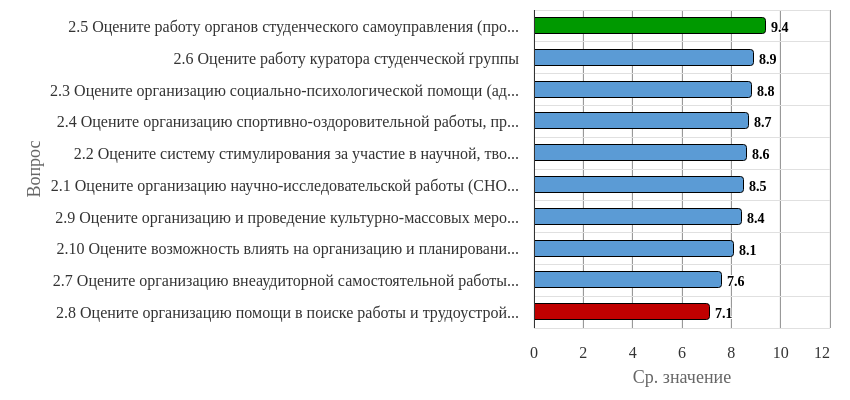 2.5 Оцените работу органов студенческого самоуправления (про...
9.4
2.6 Оцените работу куратора студенческой группы
8.9
2.3 Оцените организацию социально-психологической помощи (ад...
8.8
2.4 Оцените организацию спортивно-оздоровительной работы, пр...
8.7
2.2 Оцените систему стимулирования за участие в научной, тво...
8.6
2.1 Оцените организацию научно-исследовательской работы (СНО...
8.5
2.9 Оцените организацию и проведение культурно-массовых меро...
8.4
2.10 Оцените возможность влиять на организацию и планировани...
8.1
2.7 Оцените организацию внеаудиторной самостоятельной работы...
7.6
2.8 Оцените организацию помощи в поиске работы и трудоустрой...
7.1
Вопрос
0 2 4 6 8 10 12
Ср. значение